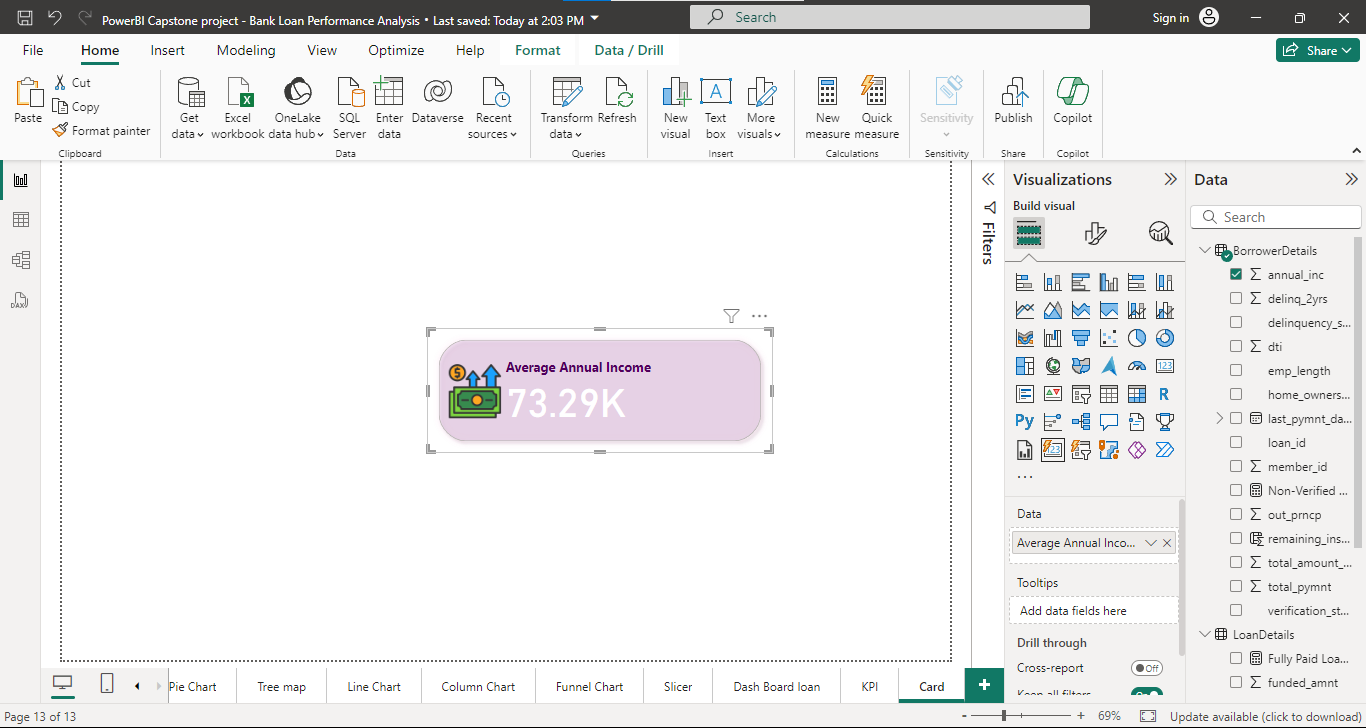 PowerBI Capstone project - Bank Loan Performance Analysis • Last saved: Today at 2:03 PM
Search
Sign in
File
Home
Insert
Modeling
View
Optimize
Help
Format
Data / Drill
Share
Paste
Cut
Copy
Format painter
Clipboard
Get data
Excel workbook
OneLake data hub
SQL Server
Enter data
Dataverse
Recent sources
Data
Transform data
Refresh
Queries
New visual
Text box
More visuals
Insert
New measure
Quick measure
Calculations
Sensitivity
Sensitivity
Publish
Share
Copilot
Copilot
Average Annual Income
73.29K
Filters
Visualizations
Build visual
123
R
Py
123
Data
Average Annual Inco...
Tooltips
Add data fields here
Drill through
Cross-report
Off
Keep all filters
On
Data
Search
BorrowerDetails
annual_inc
delinq_2yrs
delinquency_s...
dti
emp_length
home_owners...
last_pymnt_da...
loan_id
member_id
Non-Verified ...
out_prncp
remaining_ins...
total_amount_...
total_pymnt
verification_st...
LoanDetails
Fully Paid Loa...
funded_amnt
DAX
Pie Chart
Tree map
Line Chart
Column Chart
Funnel Chart
Slicer
Dash Board loan
KPI
Card
+
Page 13 of 13
- + 69%
Update available (click to download)